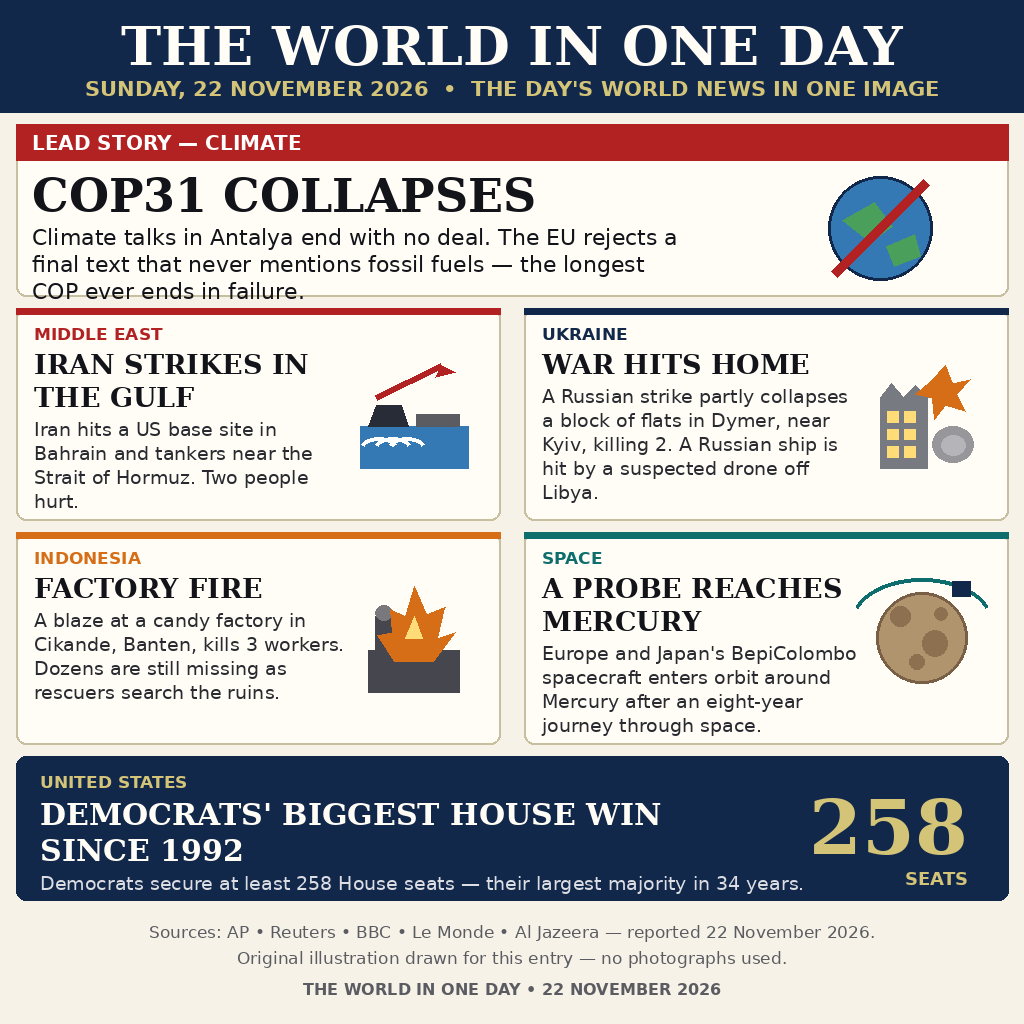 THE WORLD IN ONE DAY
SUNDAY, 22 NOVEMBER 2026 • THE DAY'S WORLD NEWS IN ONE IMAGE
LEAD STORY — CLIMATE
COP31 COLLAPSES
Climate talks in Antalya end with no deal. The EU rejects a
final text that never mentions fossil fuels — the longest
COP ever ends in failure.
MIDDLE EAST
IRAN STRIKES IN
THE GULF
Iran hits a US base site in
Bahrain and tankers near the
Strait of Hormuz. Two people
hurt.
UKRAINE
WAR HITS HOME
A Russian strike partly collapses
a block of flats in Dymer, near
Kyiv, killing 2. A Russian ship is
hit by a suspected drone off
Libya.
INDONESIA
FACTORY FIRE
A blaze at a candy factory in
Cikande, Banten, kills 3 workers.
Dozens are still missing as
rescuers search the ruins.
SPACE
A PROBE REACHES
MERCURY
Europe and Japan's BepiColombo
spacecraft enters orbit around
Mercury after an eight-year
journey through space.
UNITED STATES
DEMOCRATS' BIGGEST HOUSE WIN
SINCE 1992
Democrats secure at least 258 House seats — their largest majority in 34 years.
258
SEATS
Sources: AP • Reuters • BBC • Le Monde • Al Jazeera — reported 22 November 2026.
Original illustration drawn for this entry — no photographs used.
THE WORLD IN ONE DAY • 22 NOVEMBER 2026